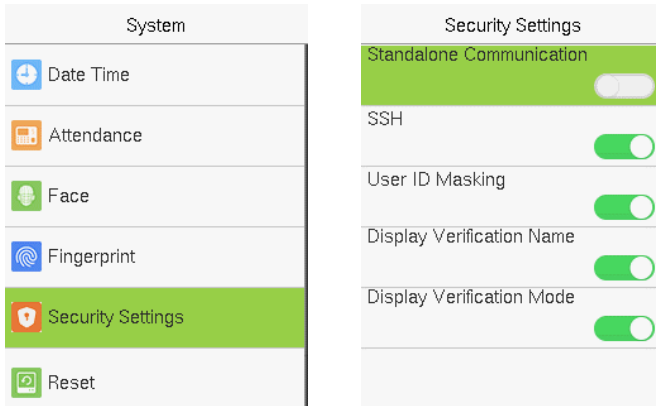 System
Date Time
Attendance
Face
Fingerprint
Security Settings
Reset
Security Settings
Standalone Communication
SSH
User ID Masking
Display Verification Name
Display Verification Mode